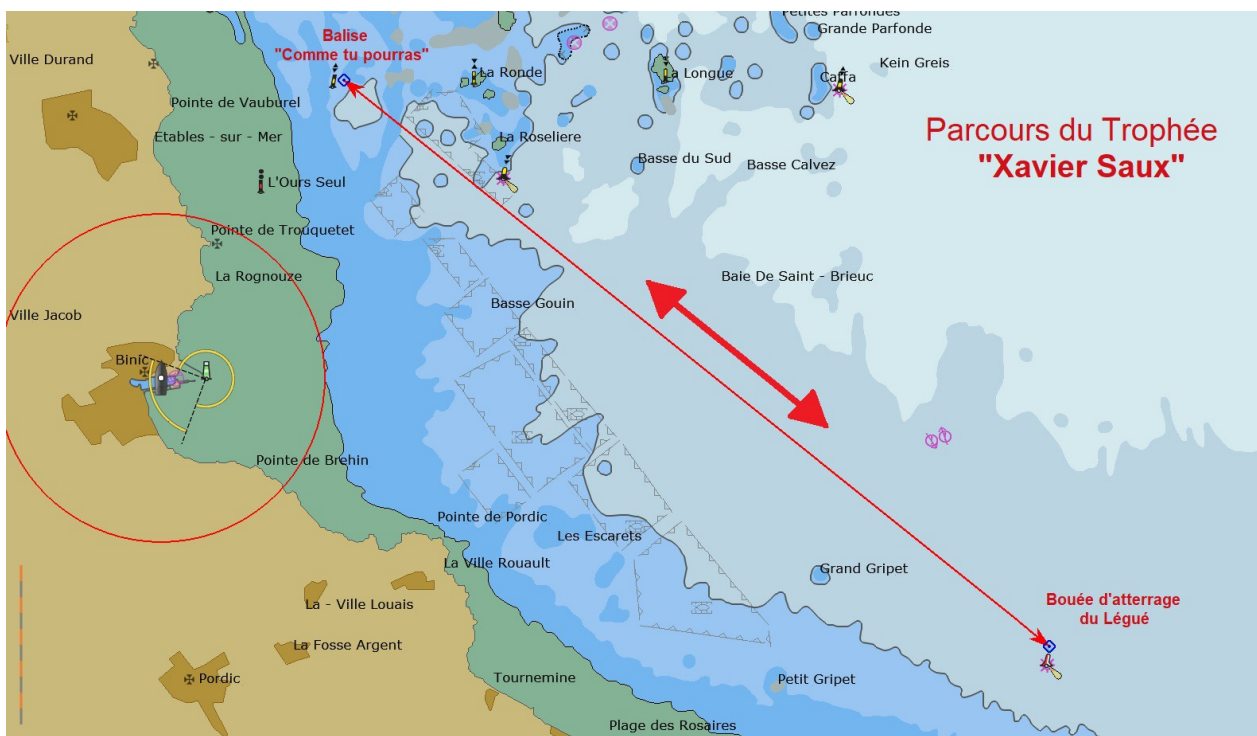 Petites Parfondes
Grande Parfonde
Balise
"Comme tu pourras"
Ville Durand
Kein Greis
La Ronde
La Longue
Caffa
Pointe de Vauburel
Etables - sur - Mer
La Roseliere
Parcours du Trophée
"Xavier Saux"
Basse du Sud
Basse Calvez
L'Ours Seul
Pointe de Trouquetet
La Rognouze
Baie De Saint - Brieuc
Basse Gouin
Ville Jacob
Binic
Pointe de Brehin
Pointe de Pordic
Les Escarets
La Ville Rouault
Grand Gripet
La - Ville Louais
Bouée d'atterrage
du Légué
La Fosse Argent
Pordic
Tournemine
Petit Gripet
Plage des Rosaires